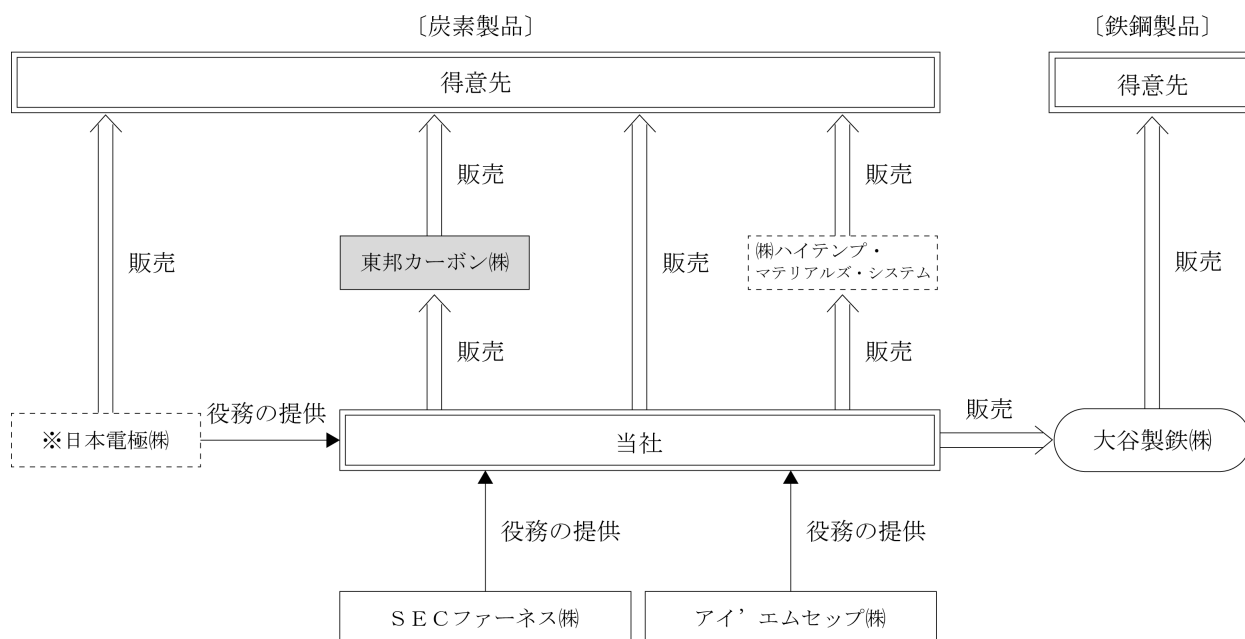 〔炭素製品〕
〔鉄鋼製品〕
得意先
得意先
販売
販売
販売
東邦カーボン㈱
販売
㈱ハイテンプ・
マテリアルズ・システム
販売
販売
販売
役務の提供
販売
※日本電極㈱
当社
大谷製鉄㈱
役務の提供
役務の提供
ＳＥＣファーネス㈱
アイ’エムセップ㈱